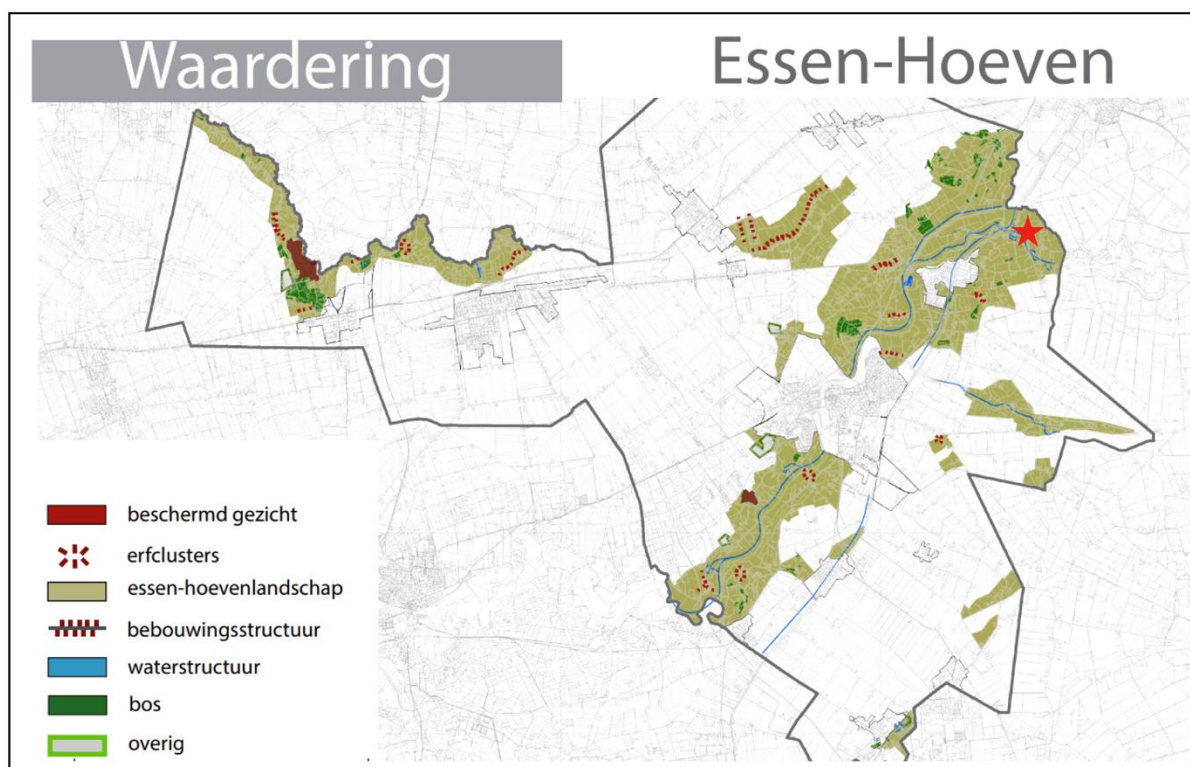 Waardering
Essen-Hoeven
beschermd gezicht
erfclusters
essen-hoevenlandschap
bebouwingsstructuur
waterstructuur
bos
overig